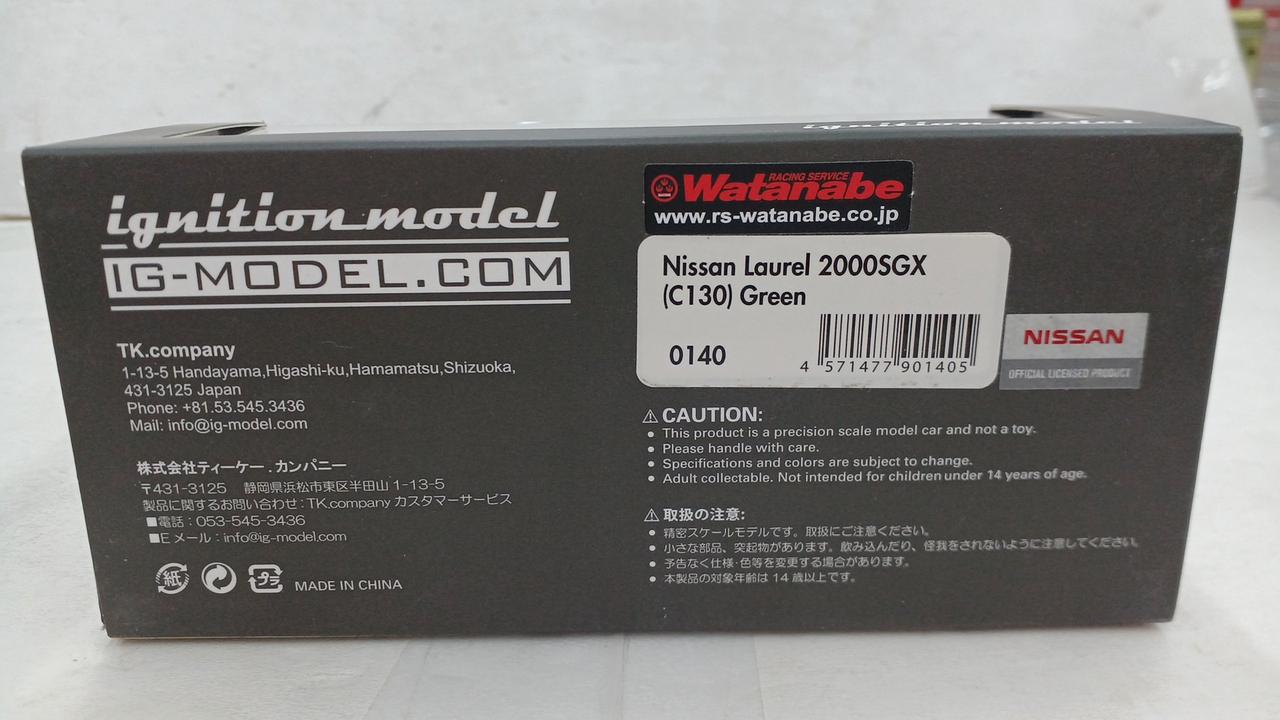 ignition model
ignition model
IG-MODEL.COM
TK.company
1-13-5 Handayama,Higashi-ku,Hamamatsu,Shizuoka,
431-3125 Japan
Phone: +81.53.545.3436
Mail: info@ig-model.com
株式会社ティーケー．カンパニー
〒431-3125　静岡県浜松市東区半田山 1-13-5
製品に関するお問い合わせ：TK.company カスタマーサービス
■電話：053-545-3436
■E メール：info@ig-model.com
紙
プラ
MADE IN CHINA
RACING SERVICE
Watanabe
www.rs-watanabe.co.jp
Nissan Laurel 2000SGX
(C130) Green
0140
4 571477 901405
NISSAN
OFFICIAL LICENSED PRODUCT
⚠ CAUTION:
● This product is a precision scale model car and not a toy.
● Please handle with care.
● Specifications and colors are subject to change.
● Adult collectable. Not intended for children under 14 years of age.
⚠ 取扱の注意:
● 精密スケールモデルです。取扱にご注意ください。
● 小さな部品、突起物があります。飲み込んだり、怪我をされないように注意してください。
● 予告なく仕様・色等を変更する場合があります。
● 本製品の対象年齢は 14 歳以上です。